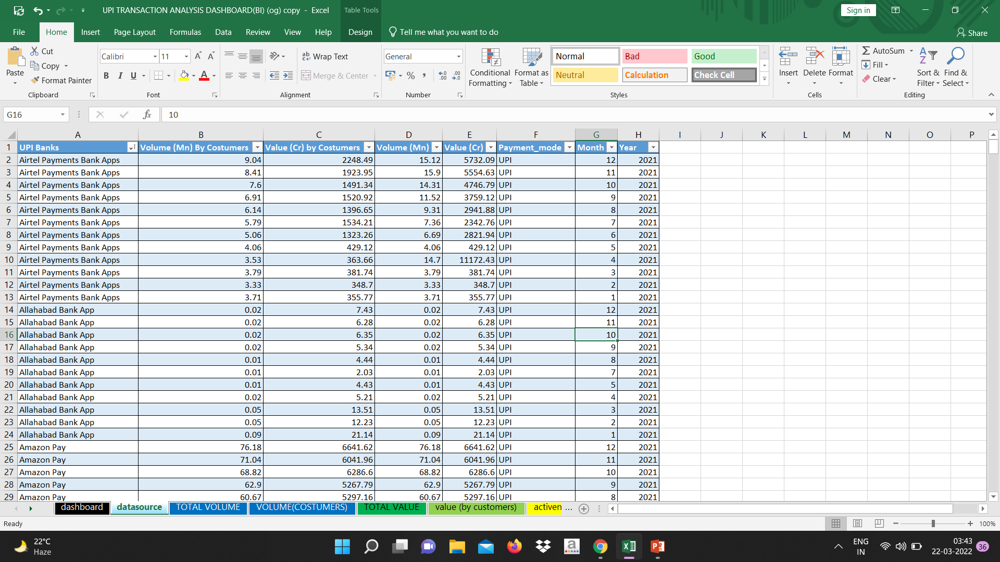 UPI TRANSACTION ANALYSIS DASHBOARD(BI) (og) copy - Excel Table Tools Sign in
File Home Insert Page Layout Formulas Data Review View Help Design Tell me what you want to do Share
Paste Cut Copy Format Painter Clipboard
Calibri 11 A A B I U A Font
ab Wrap Text Merge & Center Alignment
General % , .00 Number
Conditional Formatting Format as Table
Normal Bad Good
Neutral Calculation Check Cell
Styles
Insert Delete Format Cells
AutoSum Fill Clear Sort & Filter Find & Select Editing
G16 fx 10
A B C D E F G H I J K L M N O P
1 UPI Banks Volume (Mn) By Costumers Value (Cr) by Costumers Volume (Mn) Value (Cr) Payment_mode Month Year
2 Airtel Payments Bank Apps 9.04 2248.49 15.12 5732.09 UPI 12 2021
3 Airtel Payments Bank Apps 8.41 1923.95 15.9 5554.63 UPI 11 2021
4 Airtel Payments Bank Apps 7.6 1491.34 14.31 4746.79 UPI 10 2021
5 Airtel Payments Bank Apps 6.91 1520.92 11.52 3759.12 UPI 9 2021
6 Airtel Payments Bank Apps 6.14 1396.65 9.31 2941.88 UPI 8 2021
7 Airtel Payments Bank Apps 5.79 1534.21 7.36 2342.76 UPI 7 2021
8 Airtel Payments Bank Apps 5.06 1323.26 6.69 2821.94 UPI 6 2021
9 Airtel Payments Bank Apps 4.06 429.12 4.06 429.12 UPI 5 2021
10 Airtel Payments Bank Apps 3.53 363.66 14.7 11172.43 UPI 4 2021
11 Airtel Payments Bank Apps 3.79 381.74 3.79 381.74 UPI 3 2021
12 Airtel Payments Bank Apps 3.33 348.7 3.33 348.7 UPI 2 2021
13 Airtel Payments Bank Apps 3.71 355.77 3.71 355.77 UPI 1 2021
14 Allahabad Bank App 0.02 7.43 0.02 7.43 UPI 12 2021
15 Allahabad Bank App 0.02 6.28 0.02 6.28 UPI 11 2021
16 Allahabad Bank App 0.02 6.35 0.02 6.35 UPI 10 2021
17 Allahabad Bank App 0.02 5.34 0.02 5.34 UPI 9 2021
18 Allahabad Bank App 0.01 4.44 0.01 4.44 UPI 8 2021
19 Allahabad Bank App 0.01 2.03 0.01 2.03 UPI 7 2021
20 Allahabad Bank App 0.01 4.43 0.01 4.43 UPI 5 2021
21 Allahabad Bank App 0.02 5.21 0.02 5.21 UPI 4 2021
22 Allahabad Bank App 0.05 13.51 0.05 13.51 UPI 3 2021
23 Allahabad Bank App 0.05 12.23 0.05 12.23 UPI 2 2021
24 Allahabad Bank App 0.09 21.14 0.09 21.14 UPI 1 2021
25 Amazon Pay 76.18 6641.62 76.18 6641.62 UPI 12 2021
26 Amazon Pay 71.04 6041.96 71.04 6041.96 UPI 11 2021
27 Amazon Pay 68.82 6286.6 68.82 6286.6 UPI 10 2021
28 Amazon Pay 62.9 5267.79 62.9 5267.79 UPI 9 2021
29 Amazon Pay 60.67 5297.16 60.67 5297.16 UPI 8 2021
dashboard datasource TOTAL VOLUME VOLUME(COSTUMERS) TOTAL VALUE value (by customers) activen ...
Ready 100%
22°C
Haze
ENG
IN
03:43
22-03-2022
36